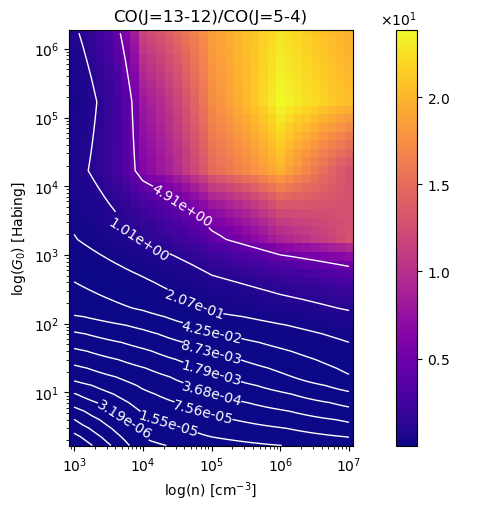 CO(J=13-12)/CO(J=5-4)
×10¹
10⁶
10⁵
10⁴
10³
10²
10¹
log(G₀) [Habing]
4.91e+00
1.01e+00
2.07e-01
4.25e-02
8.73e-03
1.79e-03
3.68e-04
7.56e-05
1.55e-05
3.19e-06
10³ 10⁴ 10⁵ 10⁶ 10⁷
log(n) [cm⁻³]
2.0
1.5
1.0
0.5